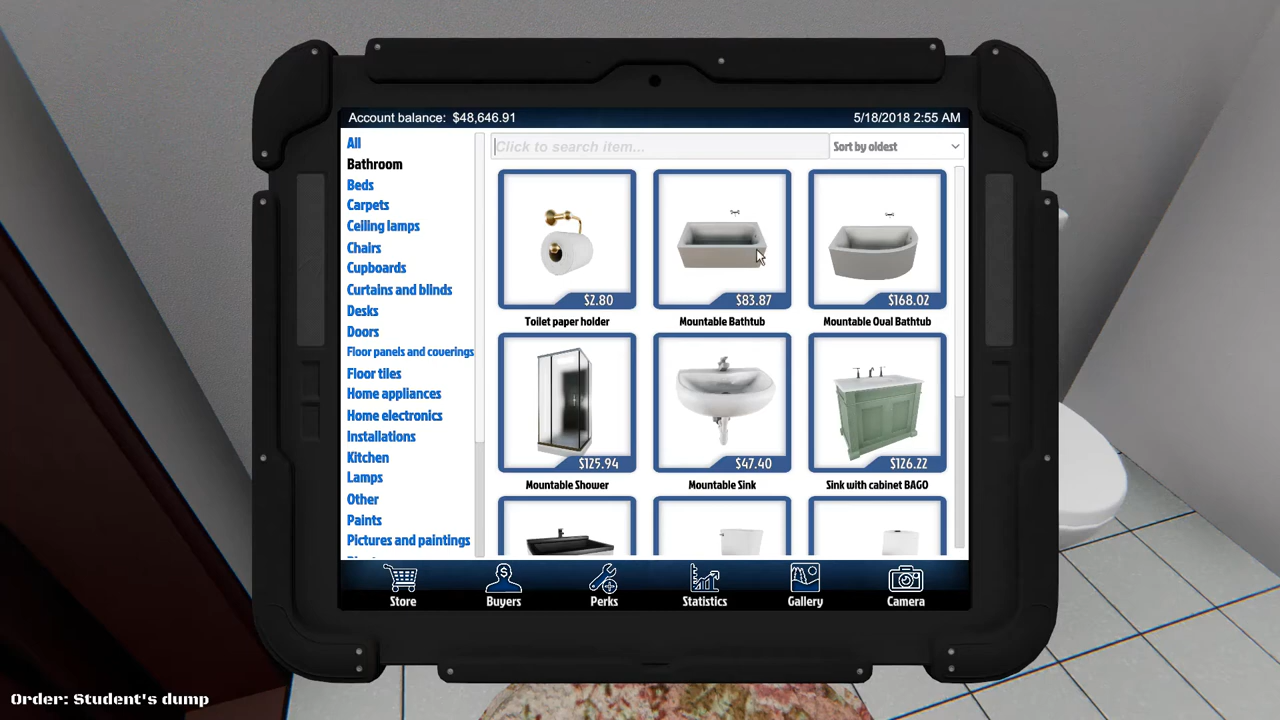 Account balance: $48,646.91
5/18/2018 2:55 AM
All
Bathroom
Beds
Carpets
Ceiling lamps
Chairs
Cupboards
Curtains and blinds
Desks
Doors
Floor panels and coverings
Floor tiles
Home appliances
Home electronics
Installations
Kitchen
Lamps
Other
Paints
Pictures and paintings
Click to search item...
Sort by oldest
$2.80
$83.87
$168.02
Toilet paper holder
Mountable Bathtub
Mountable Oval Bathtub
$125.94
$47.40
$126.22
Mountable Shower
Mountable Sink
Sink with cabinet BAGO
Store
Buyers
Perks
Statistics
Gallery
Camera
Order: Student's dump